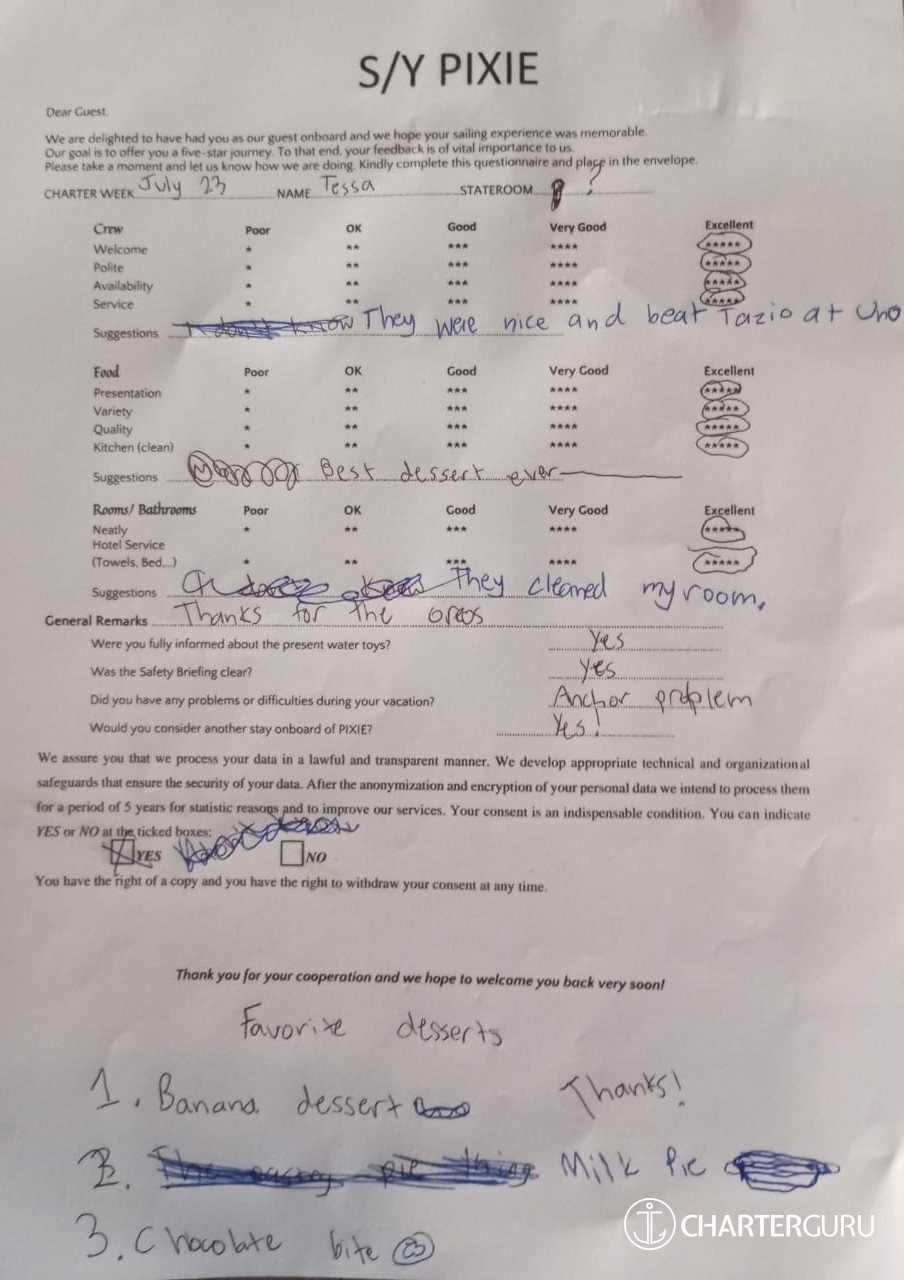 S/Y PIXIE
Dear Guest,
We are delighted to have had you as our guest onboard and we hope your sailing experience was memorable.
Our goal is to offer you a five-star journey. To that end, your feedback is of vital importance to us.
Please take a moment and let us know how we are doing. Kindly complete this questionnaire and place in the envelope.
CHARTER WEEK July 23 NAME Tessa STATEROOM ?
Crew Poor OK Good Very Good Excellent
Welcome * ** *** **** *****
Polite * ** *** **** *****
Availability * ** *** **** *****
Service * ** *** **** *****
Suggestions I don't know They were nice and beat Tazio at Uno
Food Poor OK Good Very Good Excellent
Presentation * ** *** **** *****
Variety * ** *** **** *****
Quality * ** *** **** *****
Kitchen (clean) * ** *** **** *****
Suggestions Best dessert ever
Rooms/ Bathrooms Poor OK Good Very Good Excellent
Neatly * ** *** **** *****
Hotel Service
(Towels, Bed,...) * ** *** **** *****
Suggestions They cleaned my room.
General Remarks Thanks for the oreos
Were you fully informed about the present water toys? Yes
Was the Safety Briefing clear? Yes
Did you have any problems or difficulties during your vacation? Anchor problem
Would you consider another stay onboard of PIXIE? Yes!
We assure you that we process your data in a lawful and transparent manner. We develop appropriate technical and organizational
safeguards that ensure the security of your data. After the anonymization and encryption of your personal data we intend to process them
for a period of 5 years for statistic reasons and to improve our services. Your consent is an indispensable condition. You can indicate
YES or NO at the ticked boxes:
YES NO
You have the right of a copy and you have the right to withdraw your consent at any time.
Thank you for your cooperation and we hope to welcome you back very soon!
Favorite desserts
1. Banana dessert Thanks!
2. pie thing Milk Pie
3. Chocolate bite
CHARTERGURU